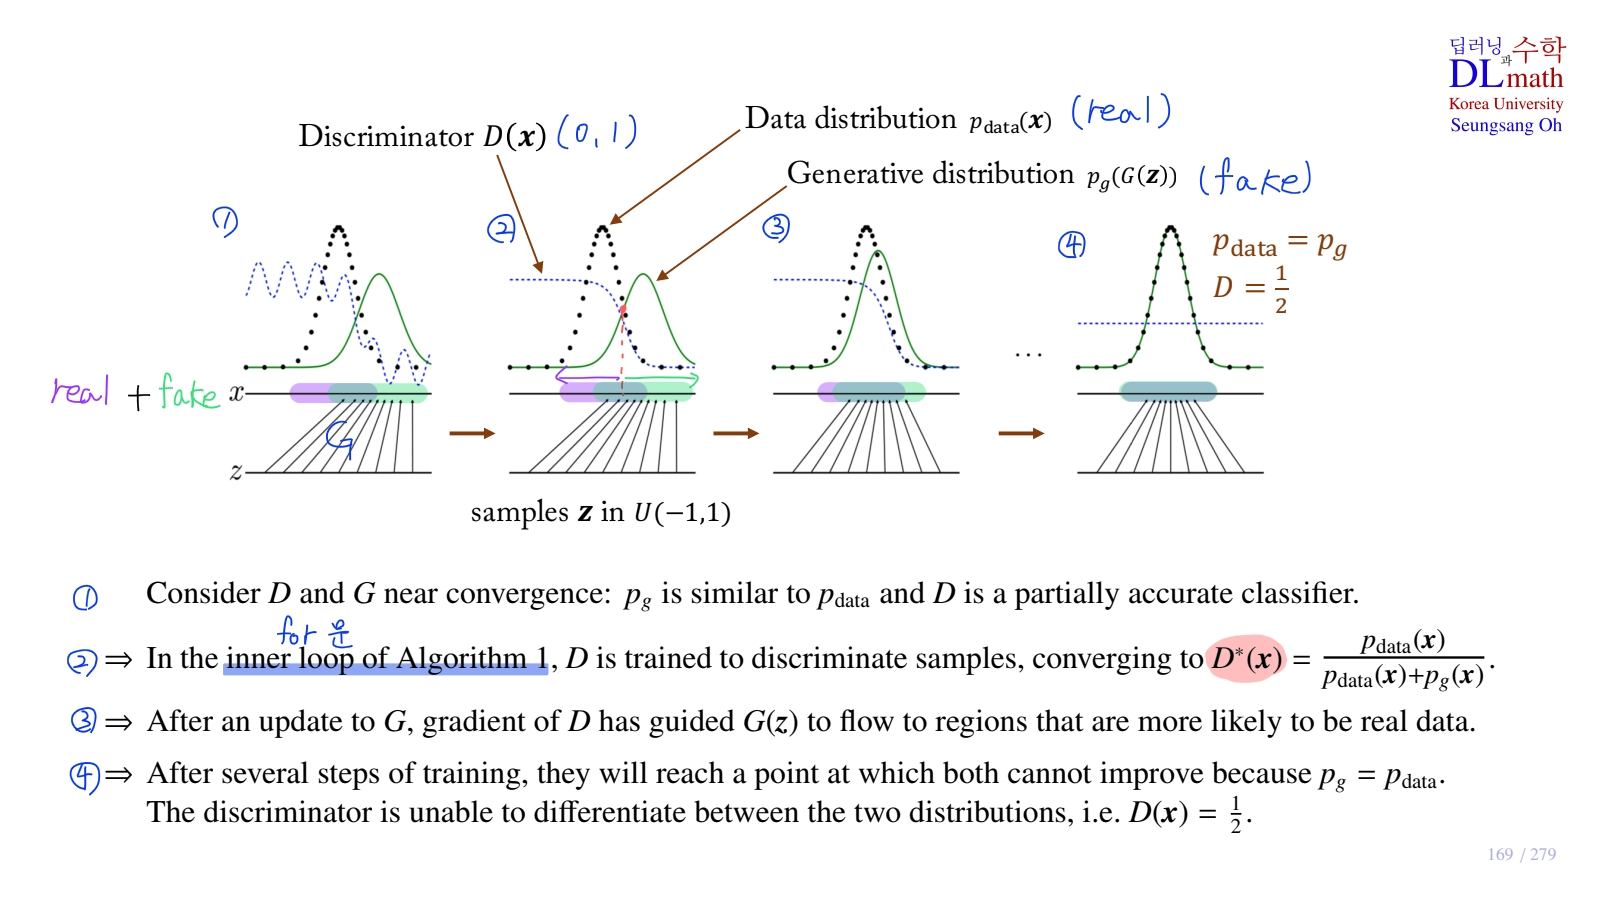 딥러닝과수학
DL math
Korea University
Seungsang Oh
Discriminator D(x) (0,1)
Data distribution p_data(x) (real)
Generative distribution p_g(G(z)) (fake)
① ② ③ ④
p_data = p_g
D = 1/2
real + fake x
...
G
z
samples z in U(−1,1)
① Consider D and G near convergence: p_g is similar to p_data and D is a partially accurate classifier.
for 문
② ⇒ In the inner loop of Algorithm 1, D is trained to discriminate samples, converging to D*(x) = p_data(x) / (p_data(x)+p_g(x)).
③ ⇒ After an update to G, gradient of D has guided G(z) to flow to regions that are more likely to be real data.
④ ⇒ After several steps of training, they will reach a point at which both cannot improve because p_g = p_data.
The discriminator is unable to differentiate between the two distributions, i.e. D(x) = 1/2.
169 / 279